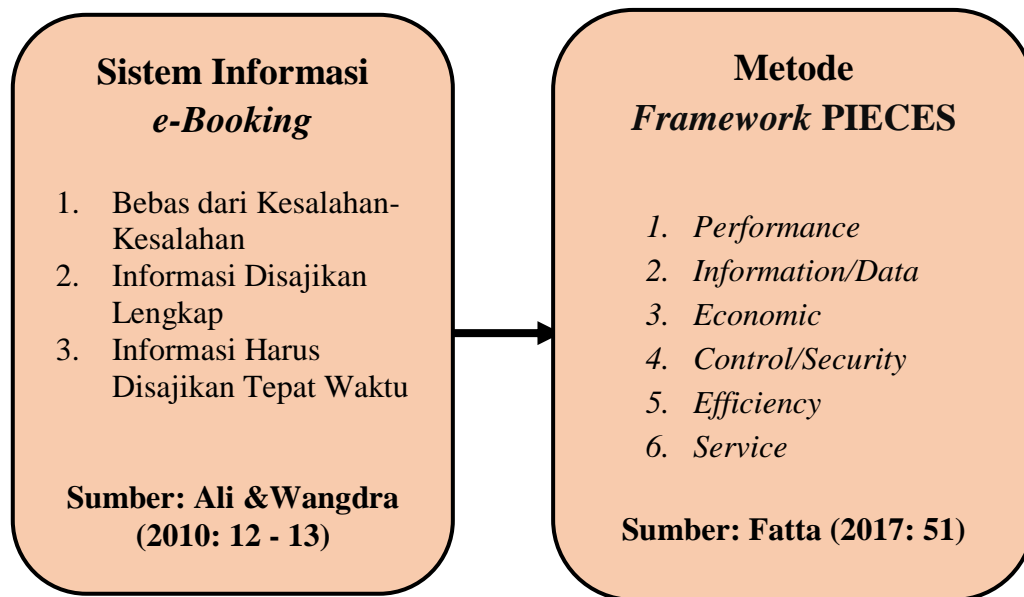 Sistem Informasi
e-Booking
1. Bebas dari Kesalahan-
Kesalahan
2. Informasi Disajikan
Lengkap
3. Informasi Harus
Disajikan Tepat Waktu
Sumber: Ali &Wangdra
(2010: 12 - 13)
Metode
Framework PIECES
1. Performance
2. Information/Data
3. Economic
4. Control/Security
5. Efficiency
6. Service
Sumber: Fatta (2017: 51)